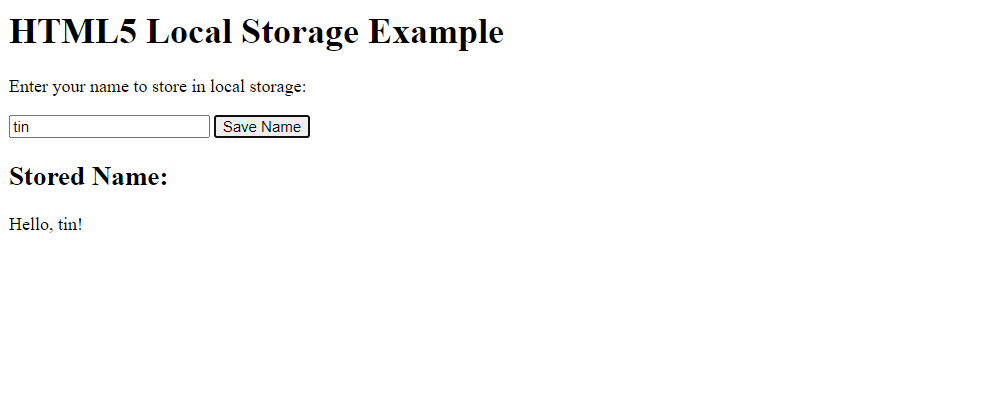 HTML5 Local Storage Example
Enter your name to store in local storage:
tin Save Name
Stored Name:
Hello, tin!